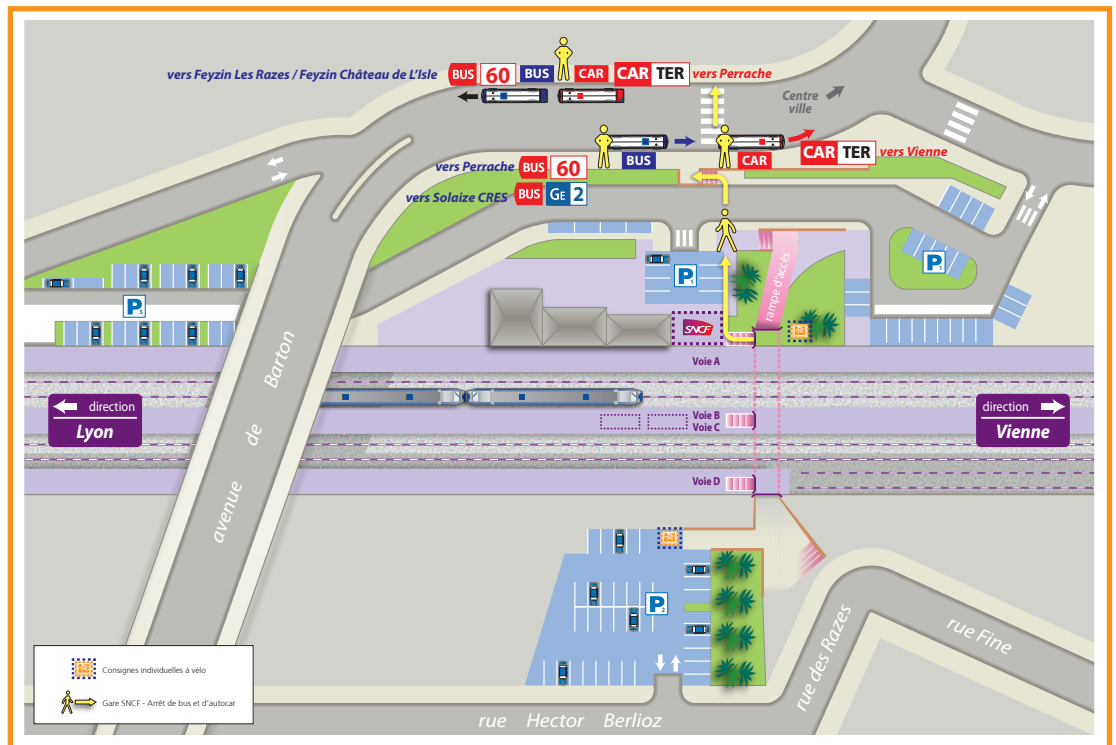 vers Feyzin Les Razes / Feyzin Château de L'Isle BUS 60 BUS CAR CAR TER vers Perrache
Centre
ville
BUS CAR CAR TER vers Vienne
vers Perrache BUS 60
vers Solaize CRES BUS GE 2
P1
P1
P3
rampe d'accès
SNCF
Voie A
direction
Lyon
Voie B
Voie C
direction
Vienne
Voie D
avenue de Barton
P2
rue des Razes
rue Fine
Consignes individuelles à vélo
Gare SNCF - Arrêt de bus et d'autocar
rue Hector Berlioz